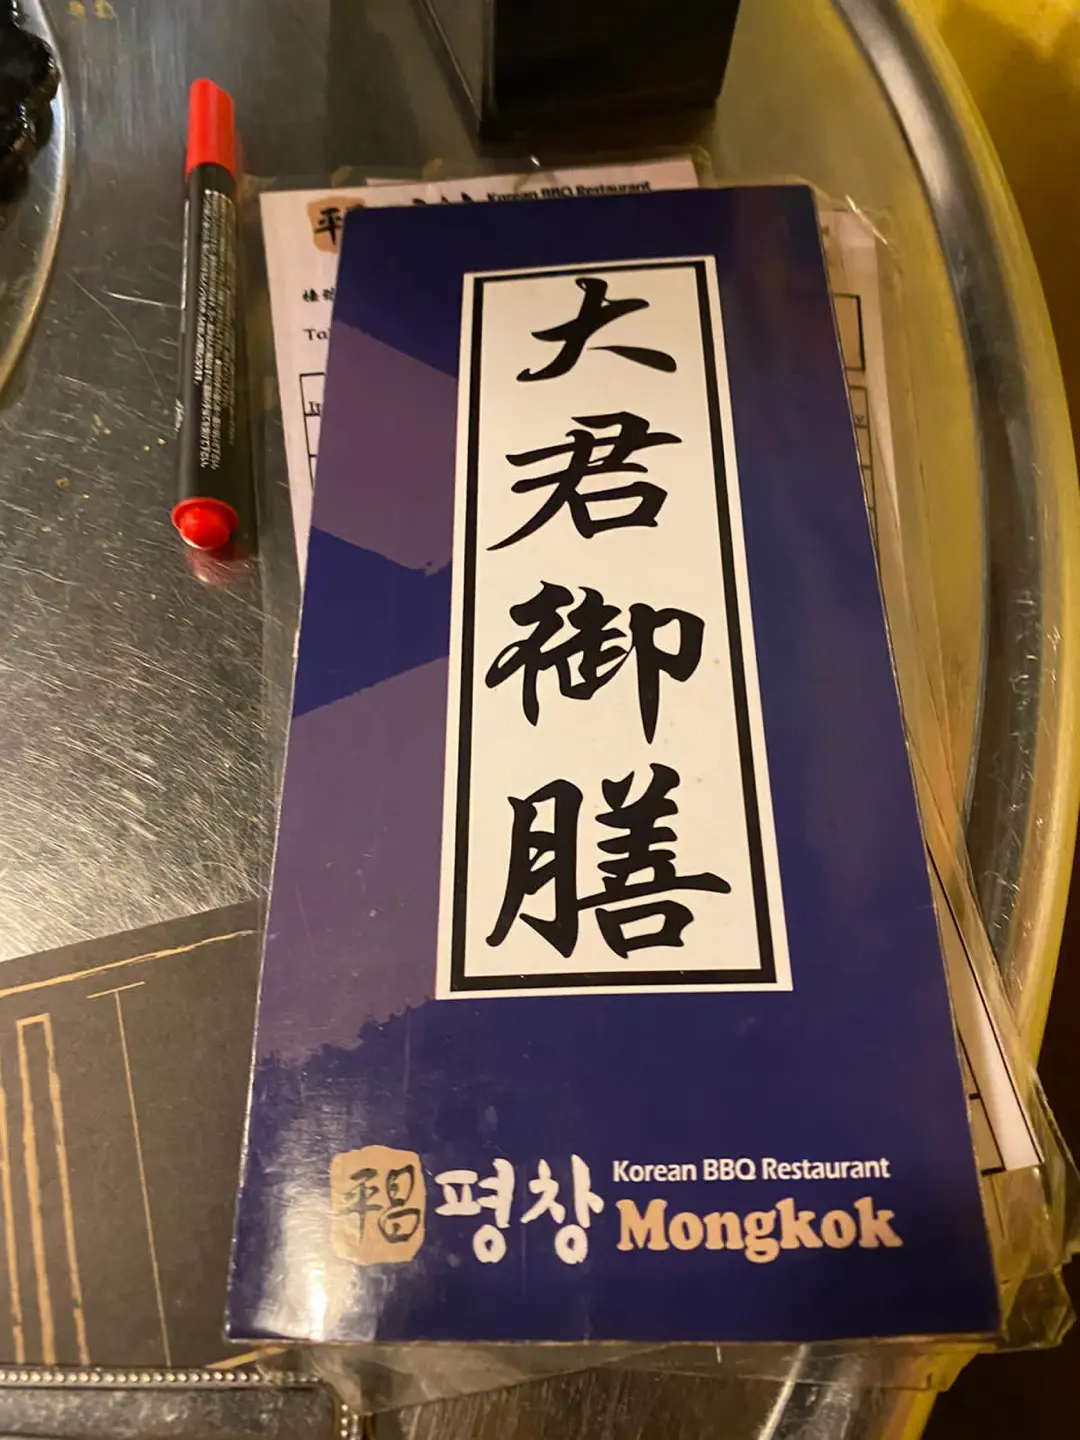 Korean BBQ Restaurant
大
君
御
膳
平昌
평창
Korean BBQ Restaurant
Mongkok